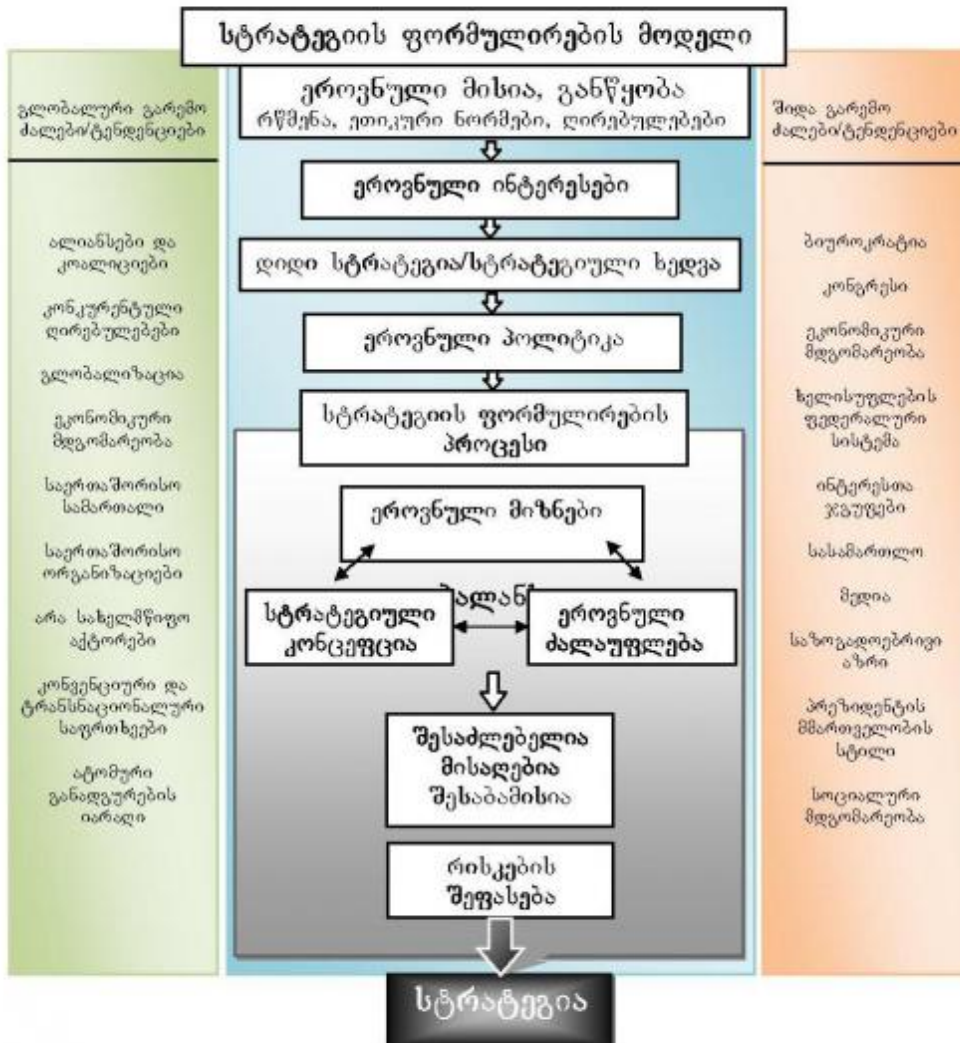 სტრატეგიის ფორმულირების მოდელი
გლობალური გარემო
ძალები/ტენდენციები
ალიანსები და
კოალიციები
კონკურენტული
ღირებულებები
გლობალიზაცია
ეკონომიკური
მდგომარეობა
საერთაშორისო
სამართალი
საერთაშორისო
ორგანიზაციები
არა სახელმწიფო
აქტორები
კონვენციური და
ტრანსნაციონალური
საფრთხეები
ატომური
განადგურების
იარაღი
ეროვნული მისია, განწყობა
რწმენა, ეთიკური ნორმები, ღირებულებები
ეროვნული ინტერესები
დიდი სტრატეგია/სტრატეგიული ხედვა
ეროვნული პოლიტიკა
სტრატეგიის ფორმულირების
პროცესი
ეროვნული მიზნები
სტრატეგიული
კონცეფცია
ეროვნული
ძალაუფლება
შესაძლებელია
მისაღებია
შესაბამისია
რისკების
შეფასება
სტრატეგია
შიდა გარემო
ძალები/ტენდენციები
ბიუროკრატია
კონგრესი
ეკონომიკური
მდგომარეობა
ხელისუფლების
ფედერალური
სისტემა
ინტერესთა
ჯგუფები
სასამართლო
მედია
საზოგადოებრივი
აზრი
პრეზიდენტის
მმართველობის
სტილი
სოციალური
მდგომარეობა